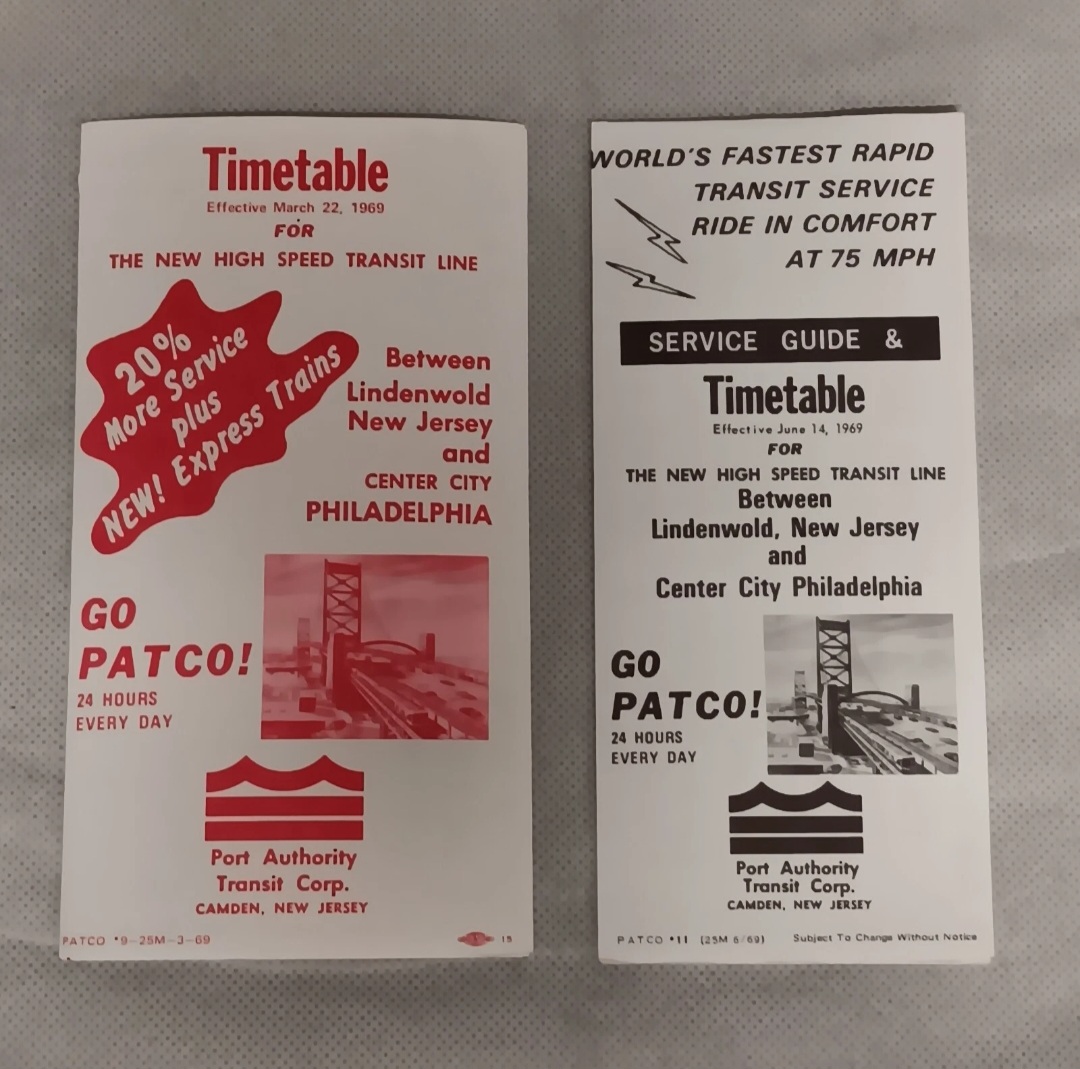 Timetable
Effective March 22, 1969
FOR
THE NEW HIGH SPEED TRANSIT LINE
20%
More Service
plus
NEW! Express Trains
Between
Lindenwold
New Jersey
and
CENTER CITY
PHILADELPHIA
GO
PATCO!
24 HOURS
EVERY DAY
Port Authority
Transit Corp.
CAMDEN, NEW JERSEY
PATCO *9-25M-3-69
15
WORLD'S FASTEST RAPID
TRANSIT SERVICE
RIDE IN COMFORT
AT 75 MPH
SERVICE GUIDE &
Timetable
Effective June 14, 1969
FOR
THE NEW HIGH SPEED TRANSIT LINE
Between
Lindenwold, New Jersey
and
Center City Philadelphia
GO
PATCO!
24 HOURS
EVERY DAY
Port Authority
Transit Corp.
CAMDEN, NEW JERSEY
PATCO *11 (25M 6/69) Subject To Change Without Notice